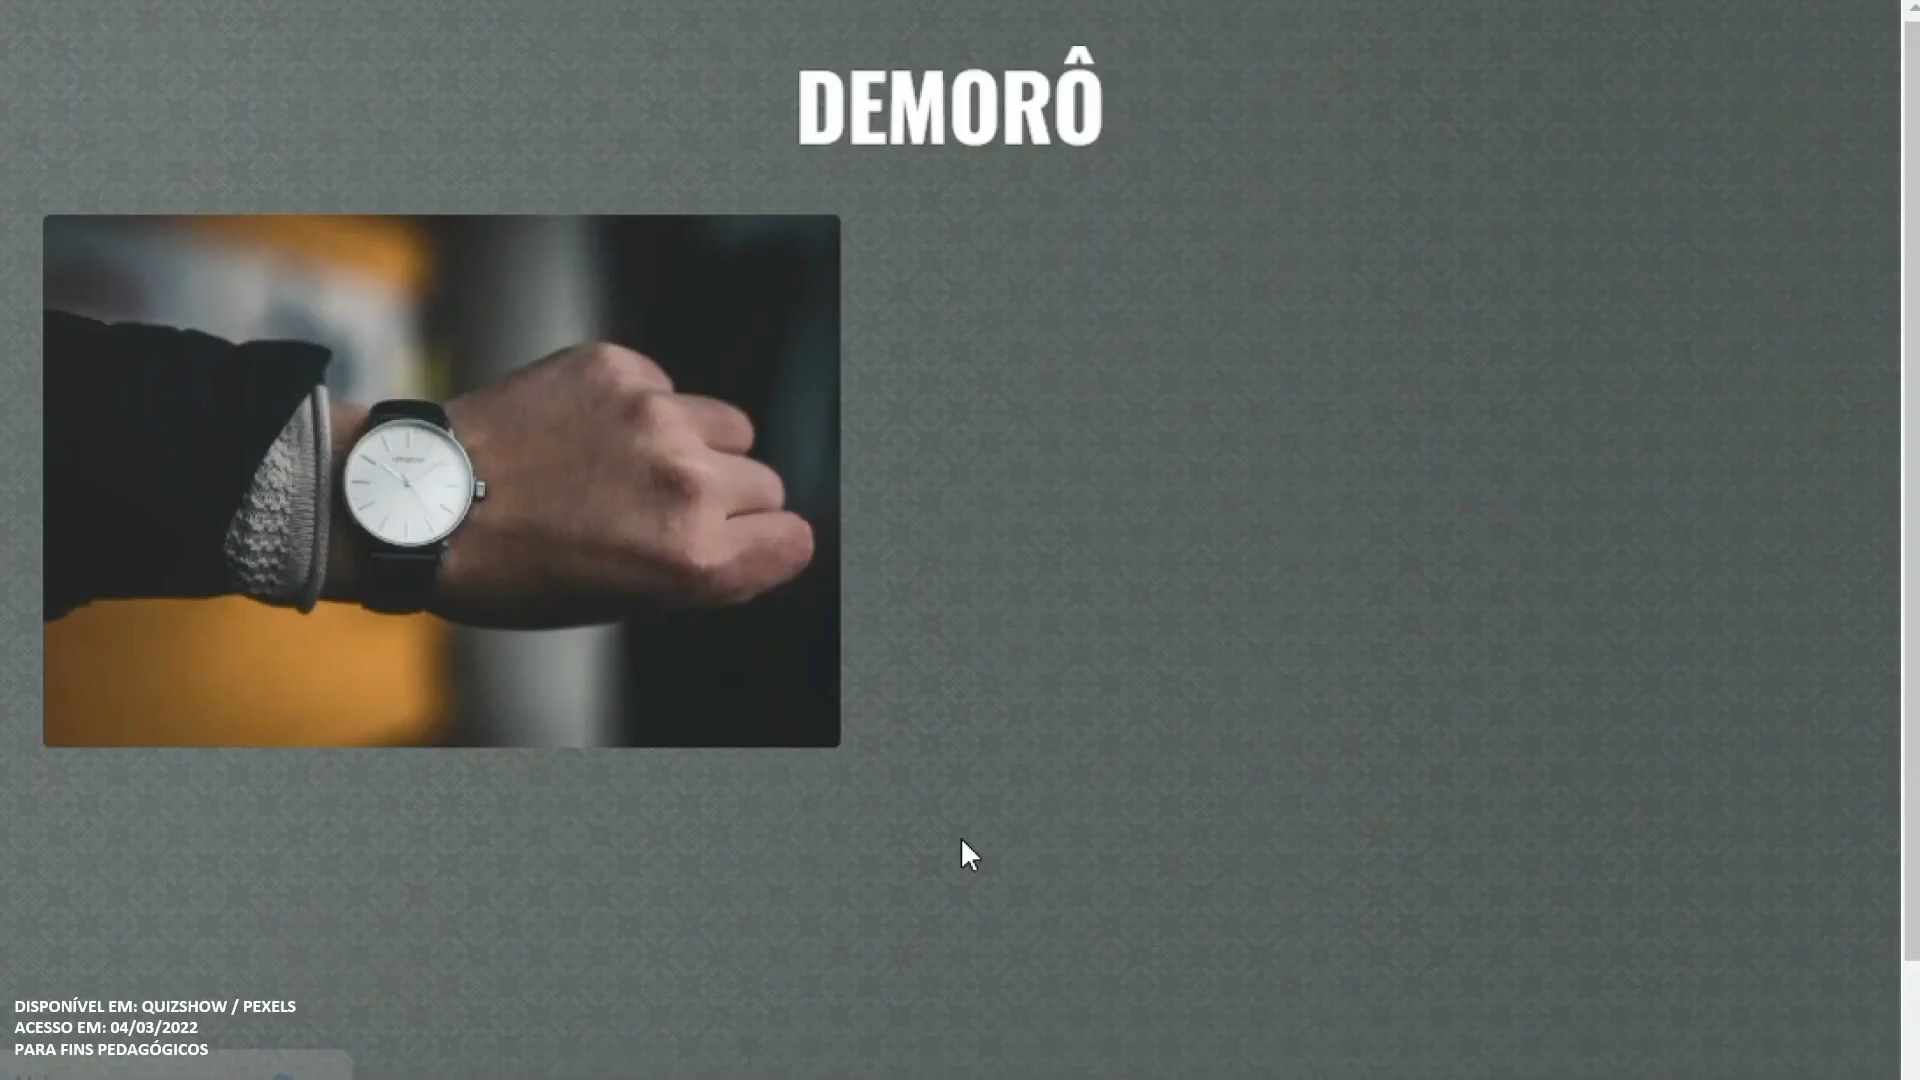 DEMORÔ
DISPONÍVEL EM: QUIZSHOW / PEXELS
ACESSO EM: 04/03/2022
PARA FINS PEDAGÓGICOS